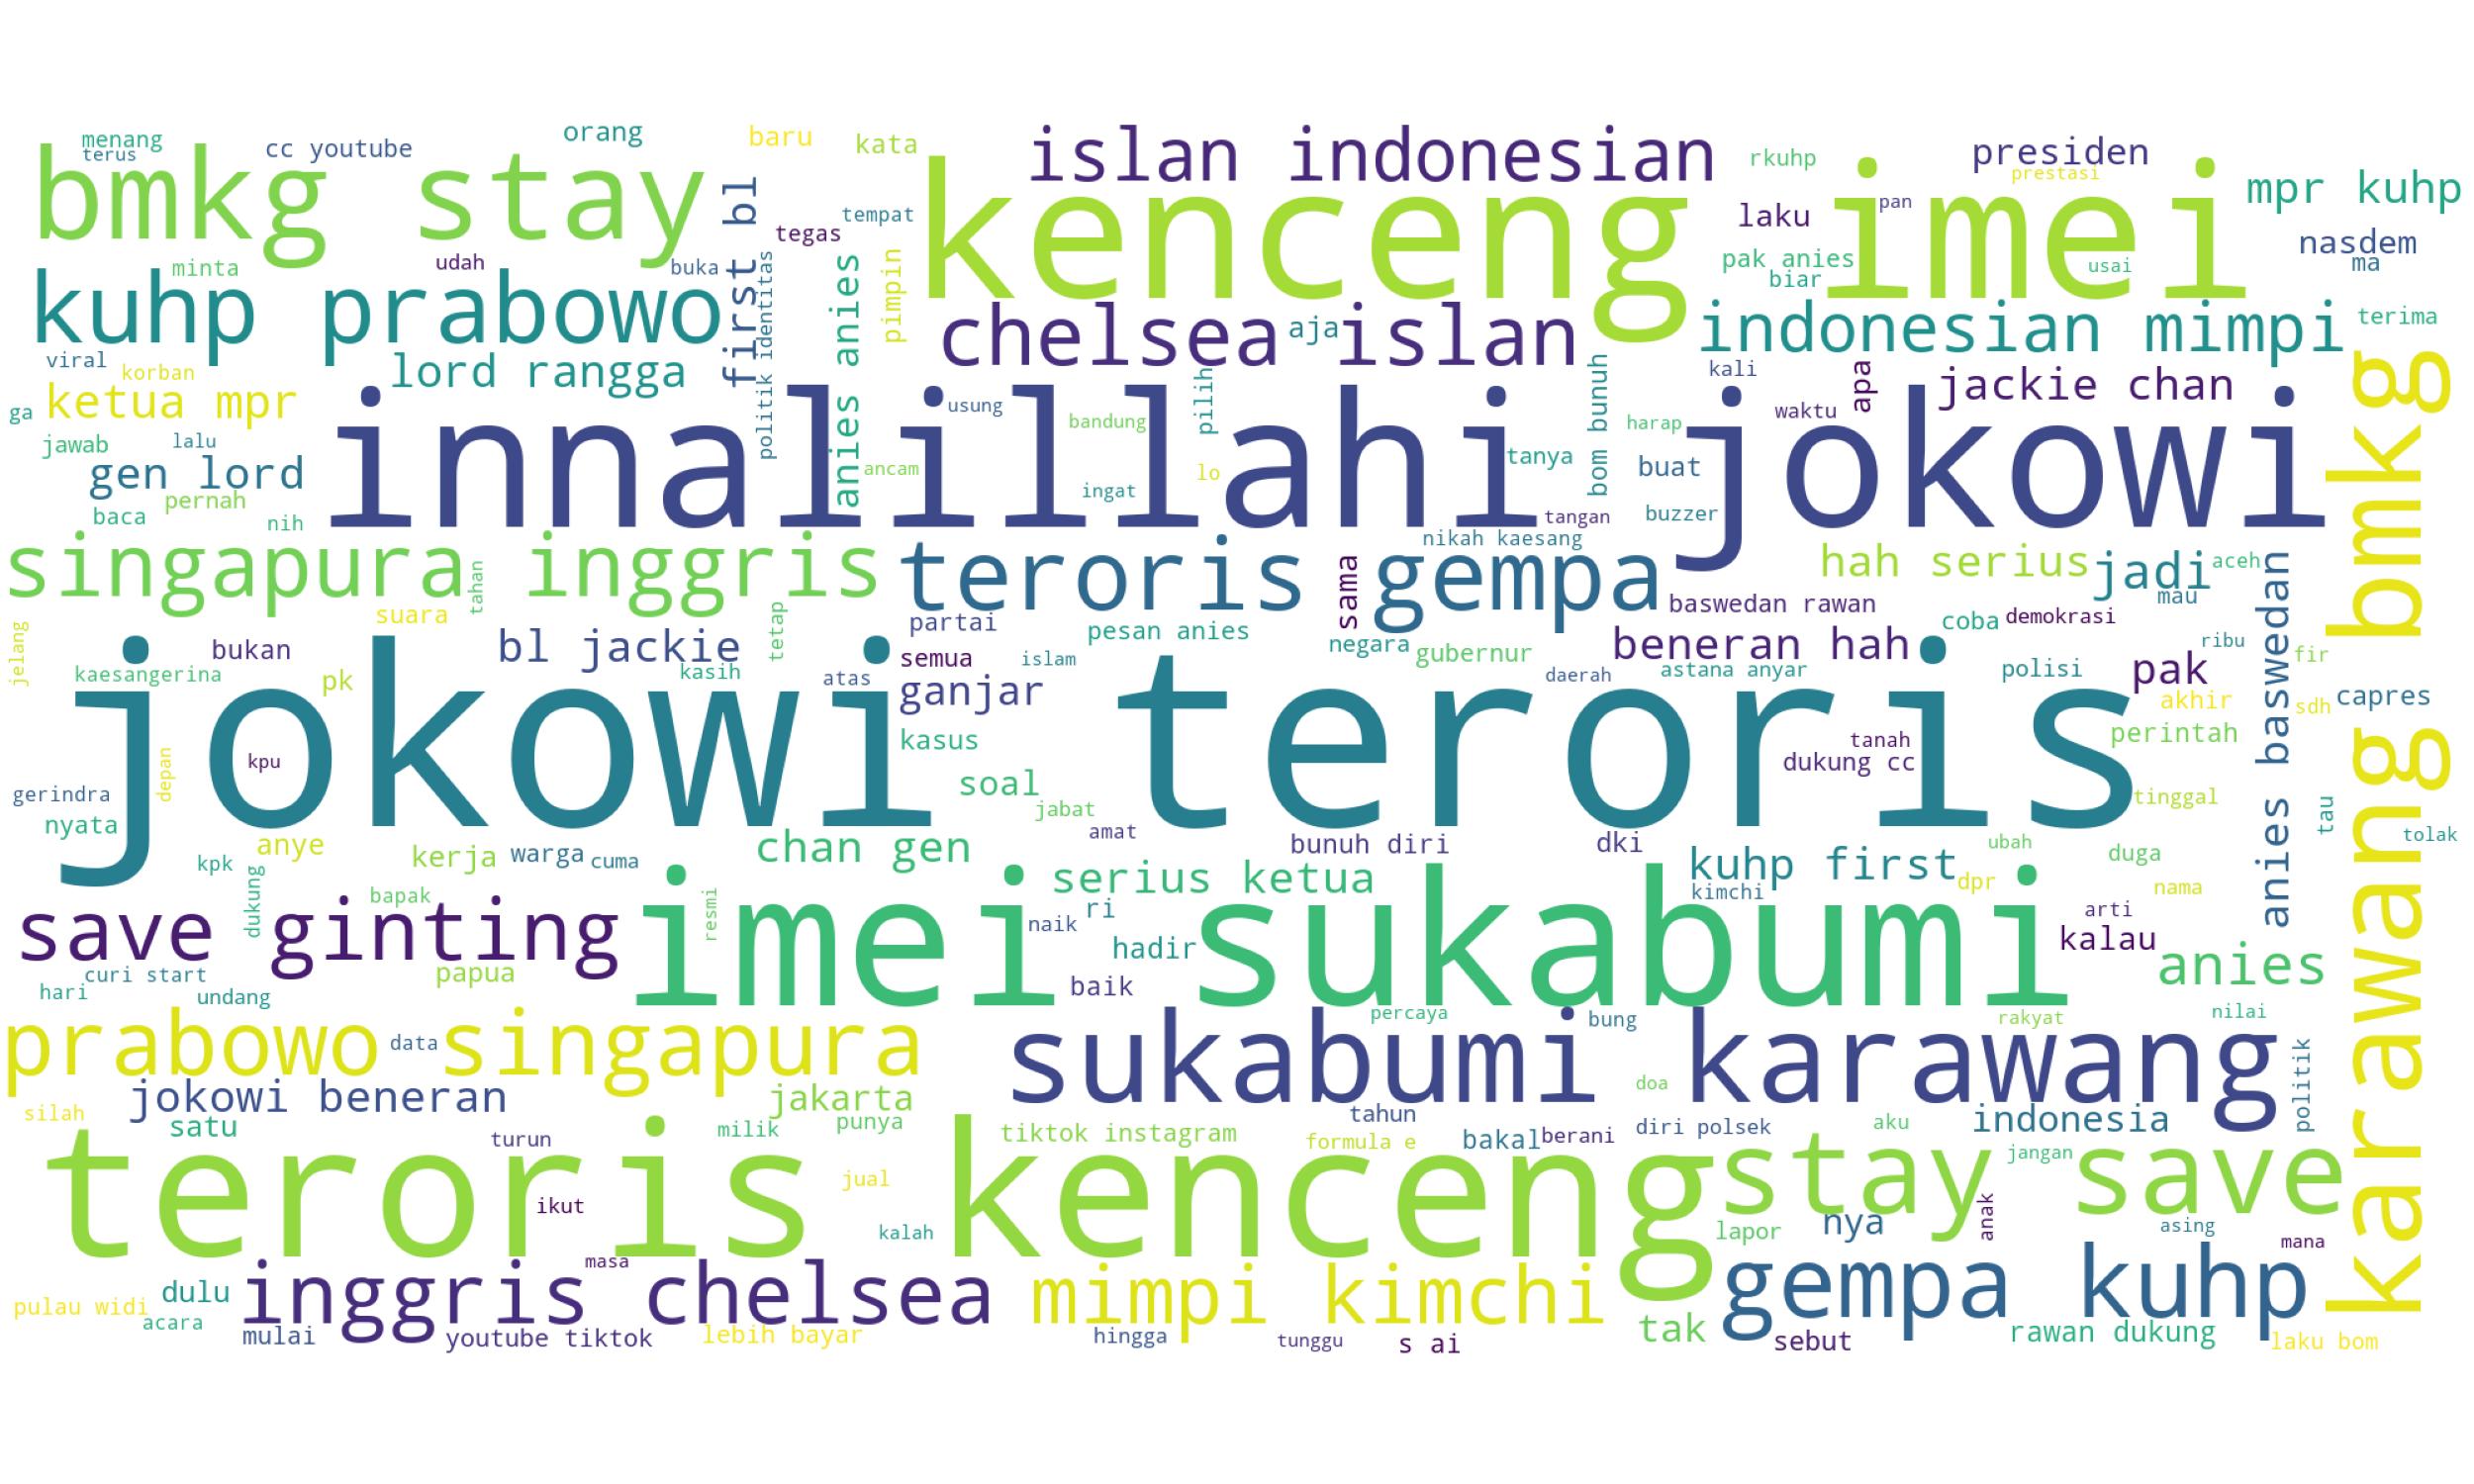 menang
terus
cc youtube
orang
baru
kata
islan indonesian
rkuhp
presiden
prestasi
bmkg stay
first bl
tempat
tegas
kenceng
imei
pan
laku
mpr kuhp
nasdem
ma
minta
udah
buka
politik identitas
anies anies
pimpin
pak anies
biar
usai
kuhp prabowo
chelsea
aja
islan
indonesian mimpi
terima
viral
korban
lord rangga
ketua mpr
ga
jawab
lalu
gen lord
pernah
baca
nih
innalillahi
usung
bandung
pilih
ancam
ingat
lo
tanya
tangan
bom bunuh
harap
kali
waktu
apa
jackie chan
buat
buzzer
jokowi
karawang bmkg
singapura inggris
tahan
teroris gempa
nikah kaesang
sama
hah serius
jadi
aceh
mau
anies baswedan
suara
tetap
partai
pesan anies
negara
gubernur
baswedan rawan
coba
demokrasi
ribu
fir
jelang
bukan
bl jackie
kasih
kaesangerina
pk
atas
semua
islam
ganjar
daerah
beneran hah
astana anyar
polisi
pak
akhir
sdh
capres
jokowi teroris
kpu
depan
kasus
soal
jabat
tanah
dukung cc
perintah
tinggal
tau
tolak
gerindra
nyata
anye
kpk
kerja
warga
cuma
chan gen
amat
bunuh diri
dki
ubah
duga
dukung
bapak
resmi
serius ketua
kuhp first
kimchi
dpr
nama
save ginting
imei sukabumi
ri
naik
hadir
baik
arti
kalau
anies
curi start
papua
hari
undang
prabowo singapura
data
sukabumi karawang
percaya
bung
rakyat
nilai
politik
jokowi beneran
jakarta
doa
silah
satu
turun
milik
punya
tahun
tiktok instagram
formula e
bakal
berani
diri polsek
aku
indonesia
jangan
teroris kenceng
stay save
ikut
jual
kalah
lapor
nya
anak
asing
mana
masa
inggris chelsea
mimpi kimchi
gempa kuhp
pulau widi
dulu
acara
mulai
youtube tiktok
lebih bayar
hingga
tunggu
s ai
tak
sebut
rawan dukung
laku bom